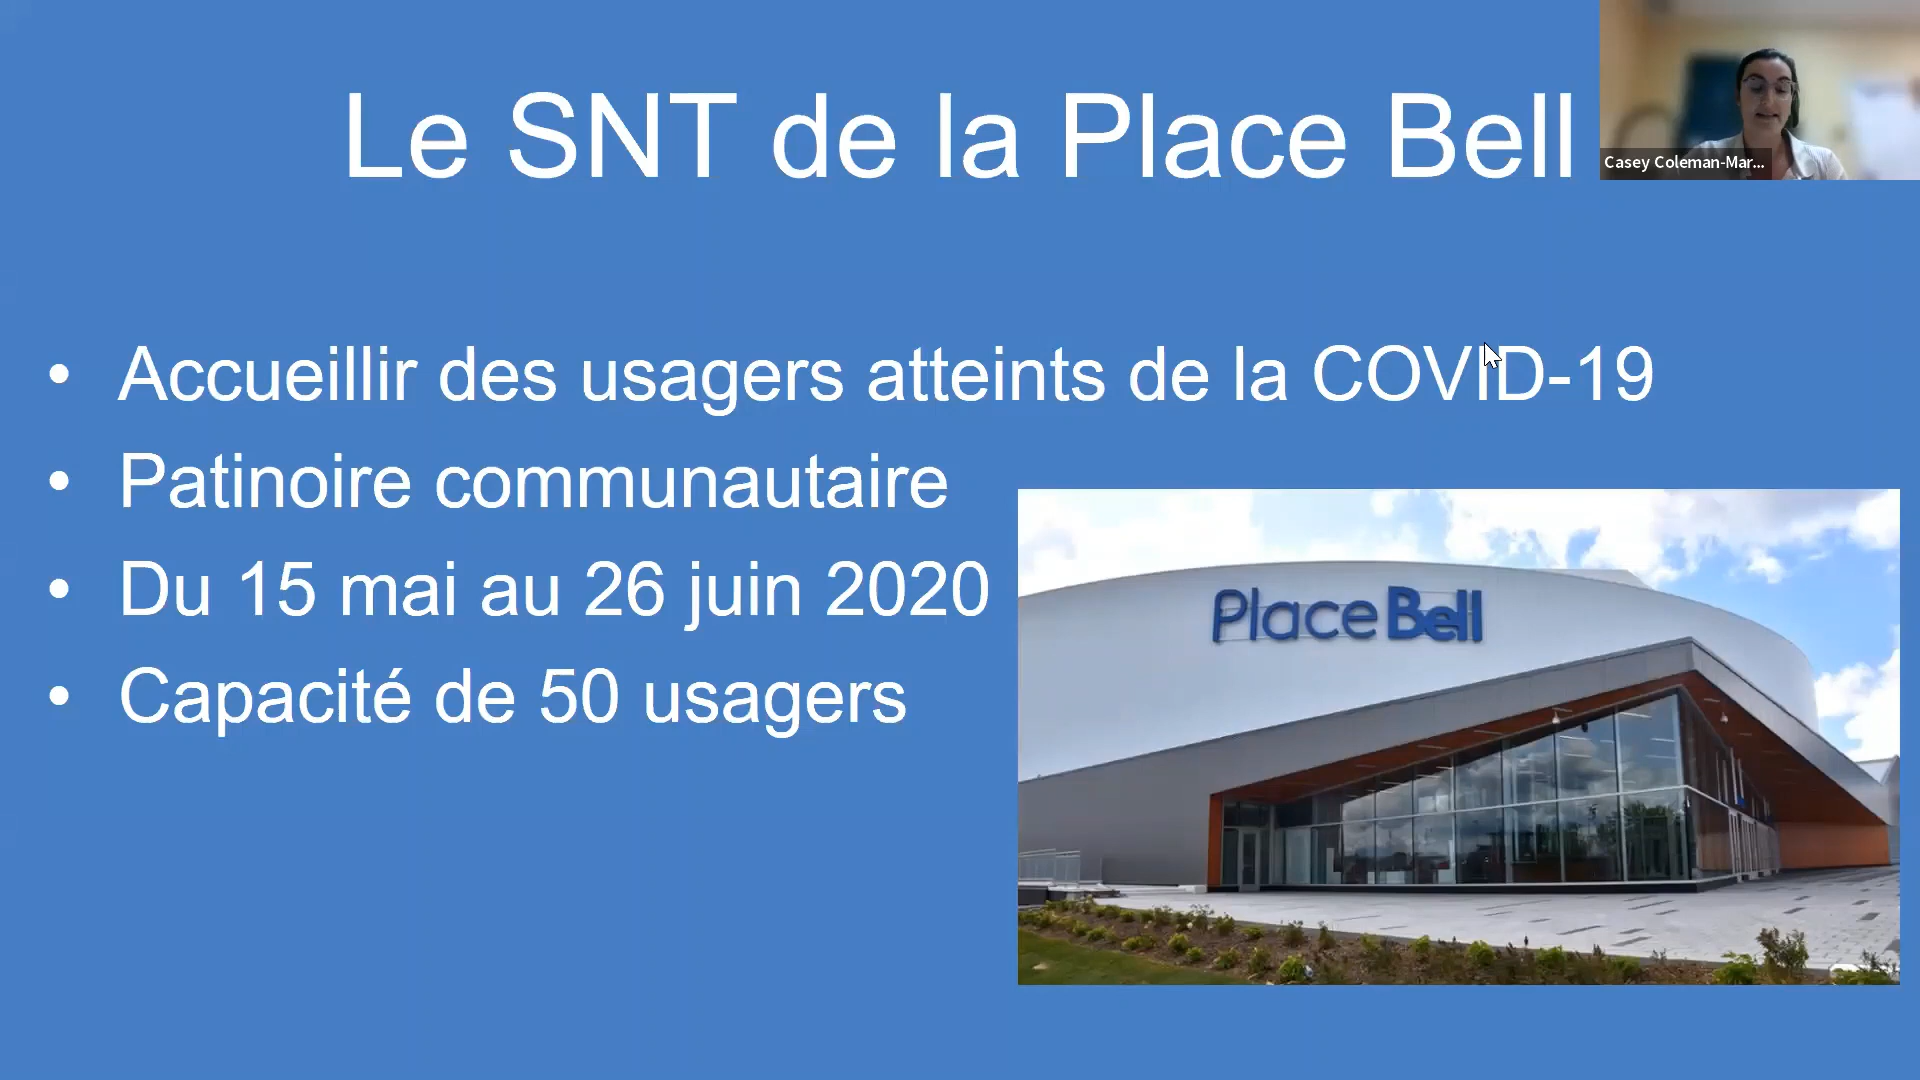 Le SNT de la Place Bell
Casey Coleman-Mar...
• Accueillir des usagers atteints de la COVID-19
• Patinoire communautaire
• Du 15 mai au 26 juin 2020
• Capacité de 50 usagers
Place Bell